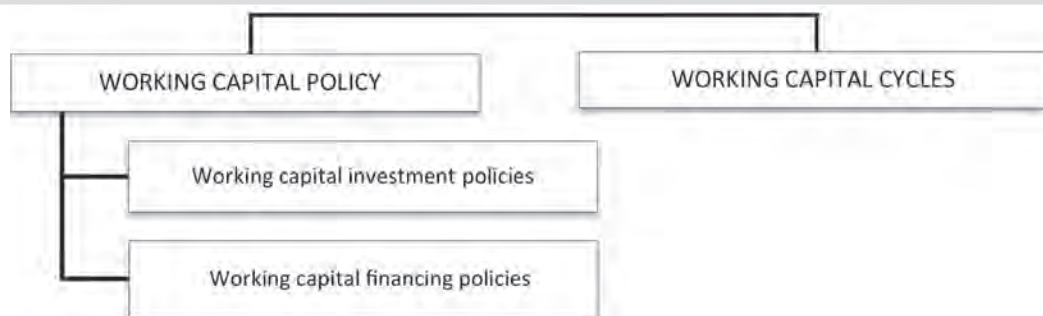 WORKING CAPITAL POLICY
WORKING CAPITAL CYCLES
Working capital investment policies
Working capital financing policies